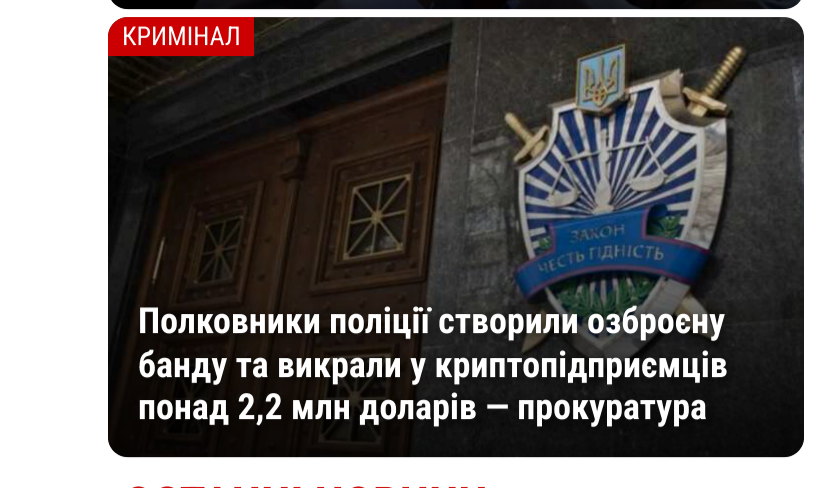 КРИМІНАЛ
ЗАКОН
ЧЕСТЬ ГІДНІСТЬ
Полковники поліції створили озброєну
банду та викрали у криптопідприємців
понад 2,2 млн доларів — прокуратура